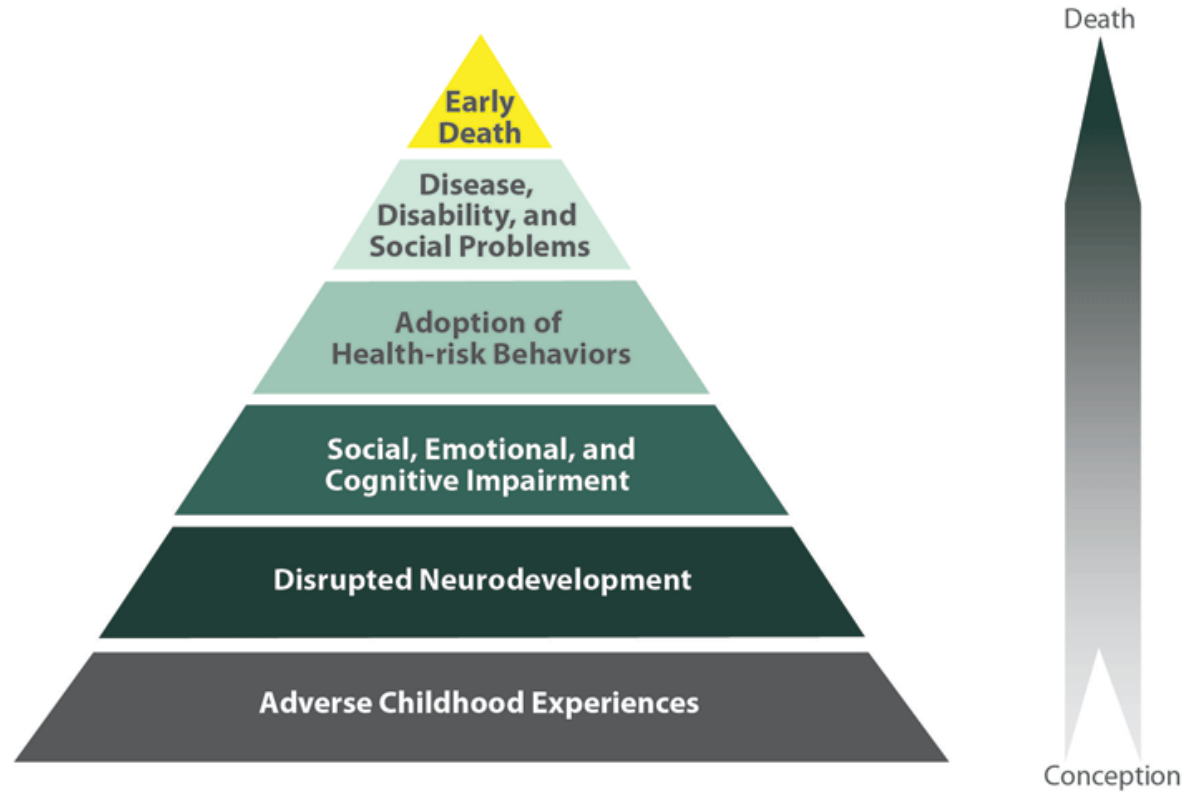 Death
Early
Death
Disease,
Disability, and
Social Problems
Adoption of
Health-risk Behaviors
Social, Emotional, and
Cognitive Impairment
Disrupted Neurodevelopment
Adverse Childhood Experiences
Conception